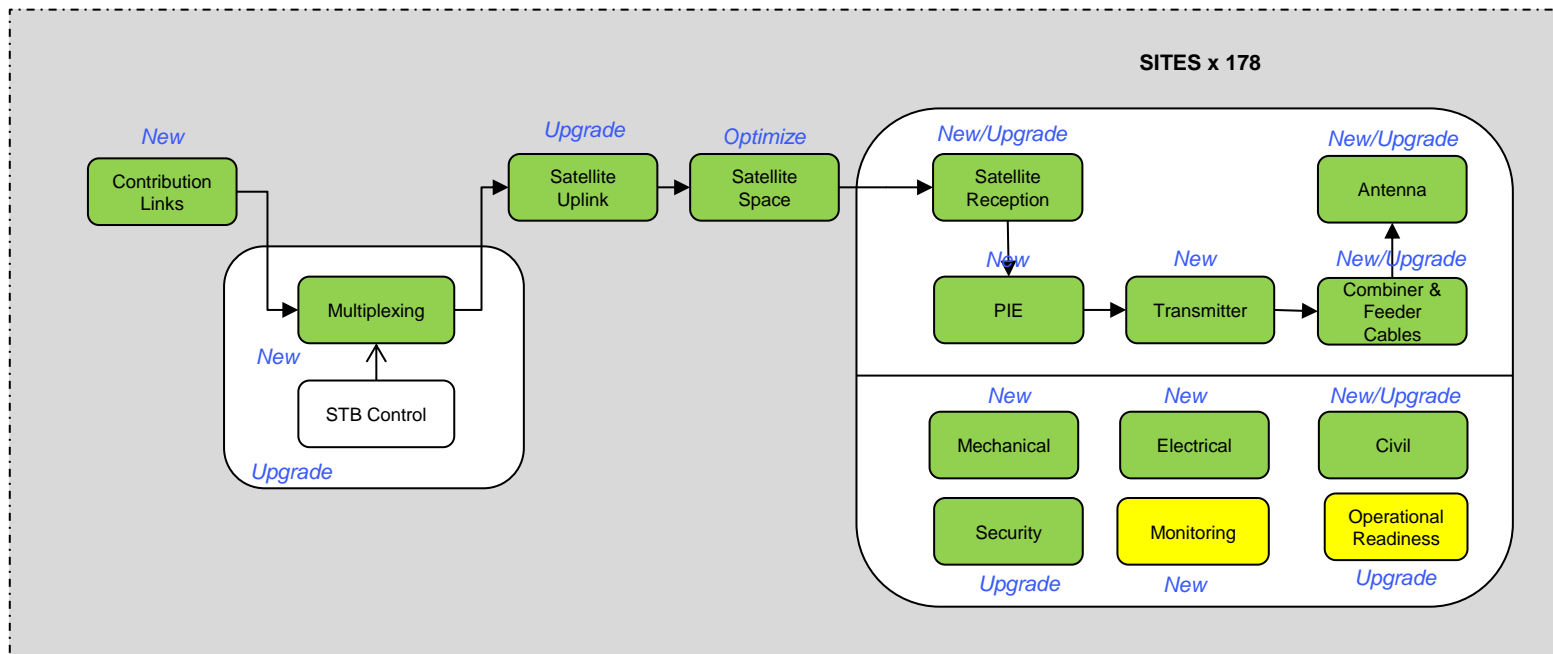 SITES x 178
New
Contribution
Links
Upgrade
Satellite
Uplink
Optimize
Satellite
Space
New/Upgrade
Satellite
Reception
New/Upgrade
Antenna
Multiplexing
New
STB Control
Upgrade
New
PIE
New
Transmitter
New/Upgrade
Combiner &
Feeder
Cables
New
Mechanical
New
Electrical
New/Upgrade
Civil
Security
Upgrade
Monitoring
New
Operational
Readiness
Upgrade